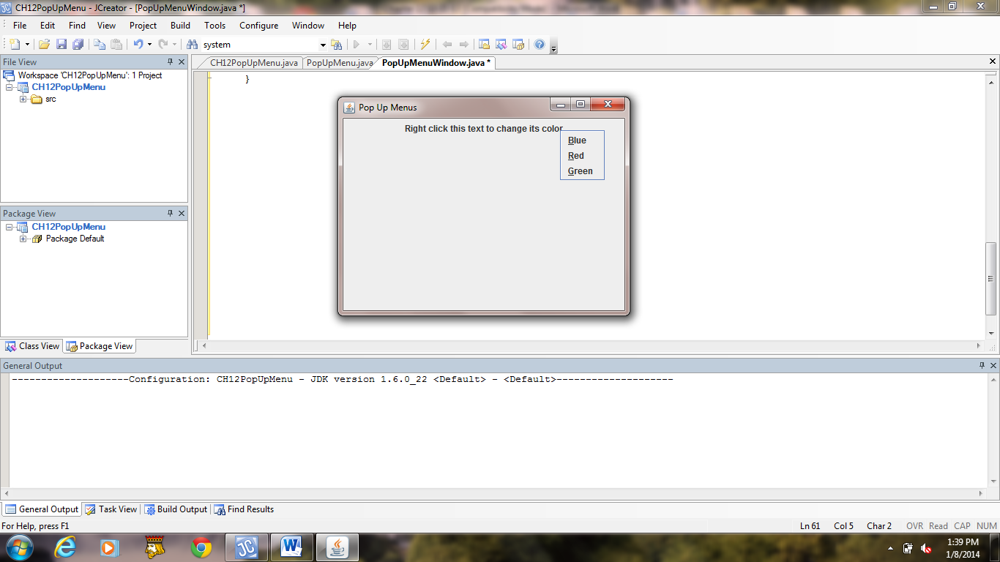 CH12PopUpMenu - JCreator - [PopUpMenuWindow.java *]
File Edit Find View Project Build Tools Configure Window Help
system
File View
Workspace 'CH12PopUpMenu': 1 Project
CH12PopUpMenu
src
Package View
CH12PopUpMenu
Package Default
Class View Package View
CH12PopUpMenu.java PopUpMenu.java PopUpMenuWindow.java *
}
Pop Up Menus
Right click this text to change its color
Blue
Red
Green
General Output
--------------------Configuration: CH12PopUpMenu - JDK version 1.6.0_22 <Default> - <Default>--------------------
General Output Task View Build Output Find Results
For Help, press F1 Ln 61 Col 5 Char 2 OVR Read CAP NUM
JC W
1:39 PM
1/8/2014